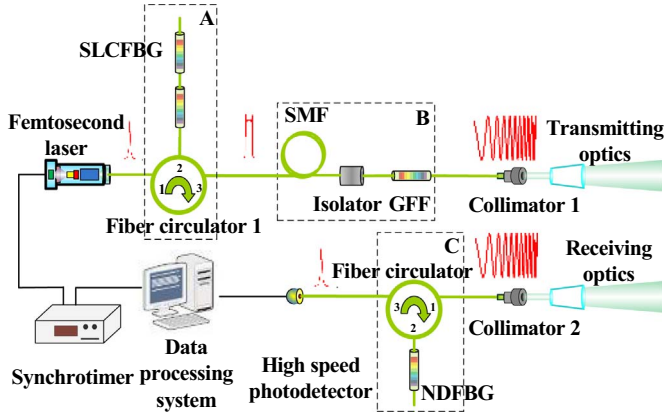 A
SLCFBG
Femtosecond
laser
2
1
3
Fiber circulator 1
SMF
B
Isolator
GFF
Transmitting
optics
Collimator 1
C
Fiber circulator
3
1
2
NDFBG
Receiving
optics
Collimator 2
High speed
photodetector
Data
processing
system
Synchrotimer